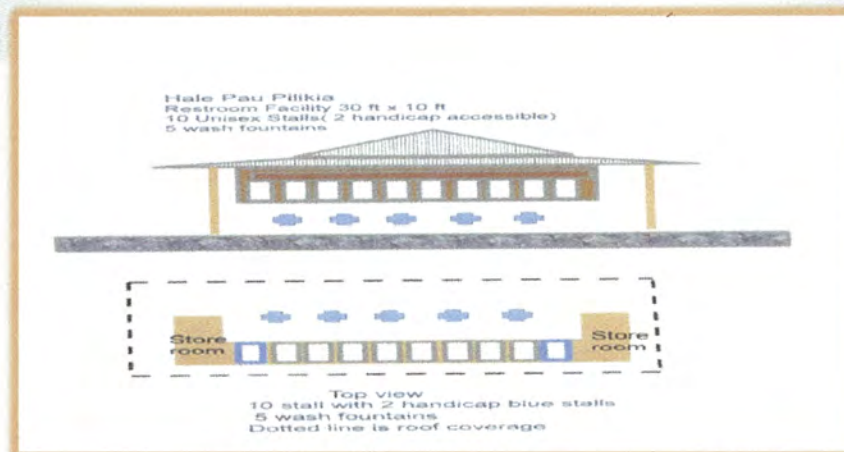 Hale Pau Pilikia
Restroom Facility 30 ft x 10 ft
10 Unisex Stalls( 2 handicap accessible)
5 wash fountains
Store
room
Store
room
Top view
10 stall with 2 handicap blue stalls
5 wash fountains
Dotted line is roof coverage